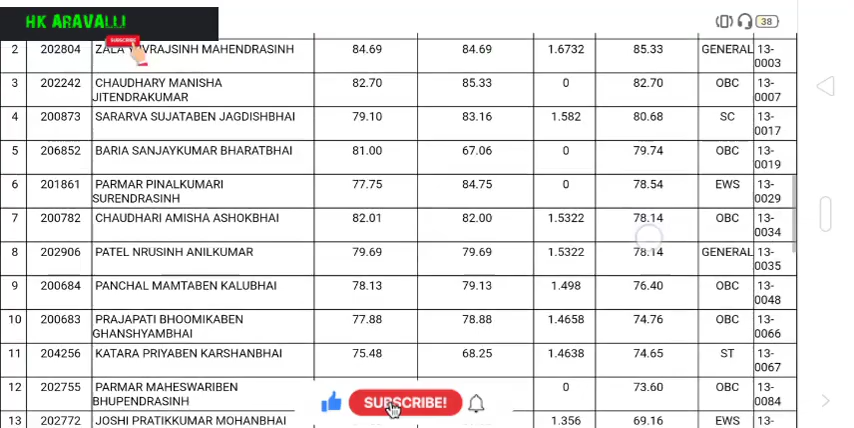 HK ARAVALLI
38
SUBSCRIBE
2 202804 ZALA YUVRAJSINH MAHENDRASINH 84.69 84.69 1.6732 85.33 GENERAL 13-
0003
3 202242 CHAUDHARY MANISHA 82.70 85.33 0 82.70 OBC 13-
JITENDRAKUMAR 0007
4 200873 SARARVA SUJATABEN JAGDISHBHAI 79.10 83.16 1.582 80.68 SC 13-
0017
5 206852 BARIA SANJAYKUMAR BHARATBHAI 81.00 67.06 0 79.74 OBC 13-
0019
6 201861 PARMAR PINALKUMARI 77.75 84.75 0 78.54 EWS 13-
SURENDRASINH 0029
7 200782 CHAUDHARI AMISHA ASHOKBHAI 82.01 82.00 1.5322 78.14 OBC 13-
0034
8 202906 PATEL NRUSINH ANILKUMAR 79.69 79.69 1.5322 78.14 GENERAL 13-
0035
9 200684 PANCHAL MAMTABEN KALUBHAI 78.13 79.13 1.498 76.40 OBC 13-
0048
10 200683 PRAJAPATI BHOOMIKABEN 77.88 78.88 1.4658 74.76 OBC 13-
GHANSHYAMBHAI 0066
11 204256 KATARA PRIYABEN KARSHANBHAI 75.48 68.25 1.4638 74.65 ST 13-
0067
12 202755 PARMAR MAHESWARIBEN 0 73.60 OBC 13-
BHUPENDRASINH 0084
SUBSCRIBE!
13 202772 JOSHI PRATIKKUMAR MOHANBHAI 1.356 69.16 EWS 13-